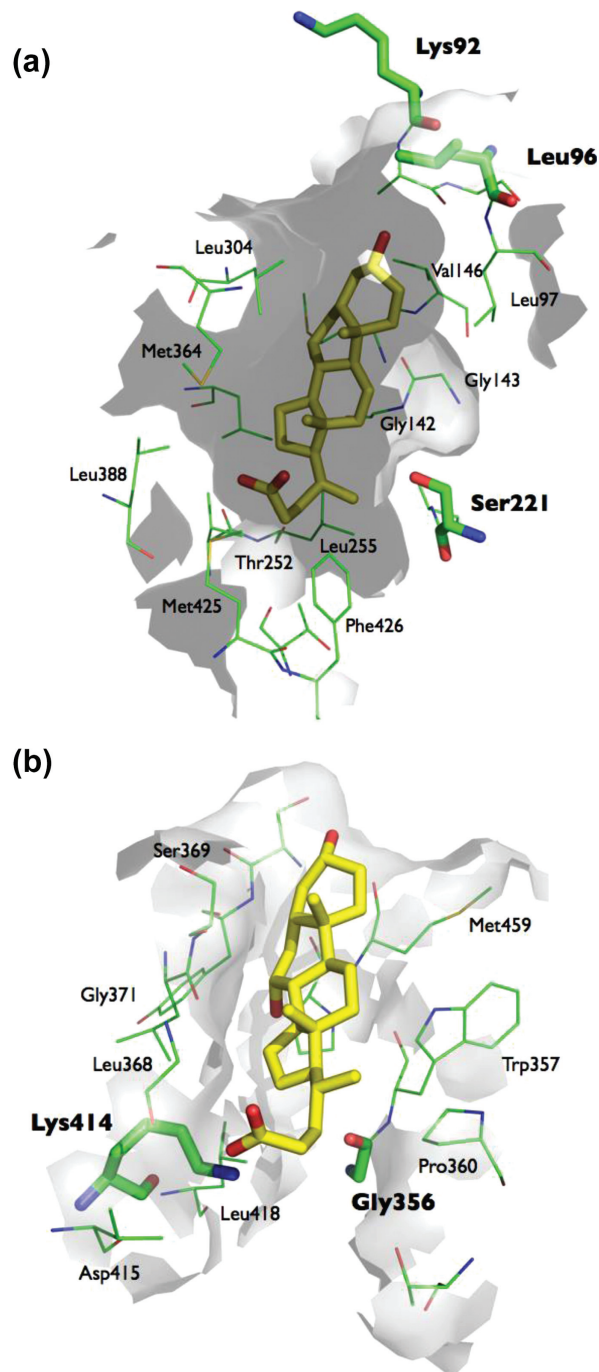 (a)
Lys92
Leu96
Leu304
Val146
Leu97
Met364
Gly143
Gly142
Leu388
Ser221
Leu255
Thr252
Met425
Phe426
(b)
Ser369
Met459
Gly371
Trp357
Leu368
Lys414
Pro360
Gly356
Leu418
Asp415